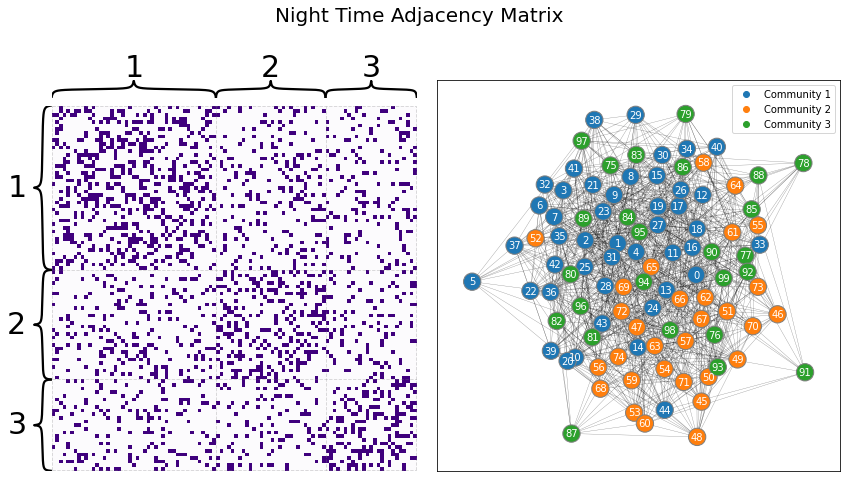 Night Time Adjacency Matrix
1 2 3
1
2
3
Community 1
Community 2
Community 3
38 29 79
97 83 30 34 40
41 75 8 15 86 58 78
32 3 21 9 26 12 64 88
6 7 23 19 17 85
89 84 27 18 61 55
37 52 35 2 1 95 16 33
31 4 11 90 77
5 42 80 25 65 0 99 92
22 36 28 69 94 13 66 62 73
96 72 24 51 46
82 43 47 98 67 70
81 14 63 57 76
39 20 10 74 49
56 54 93
68 59 71 50 91
53 44 45
87 60 48